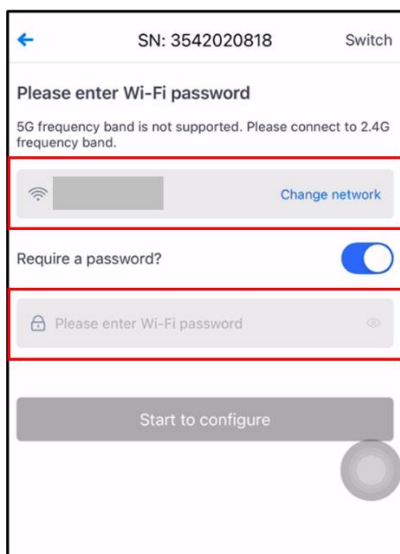 SN: 3542020818 Switch
Please enter Wi-Fi password
5G frequency band is not supported. Please connect to 2.4G
frequency band.
Change network
Require a password?
Please enter Wi-Fi password
Start to configure